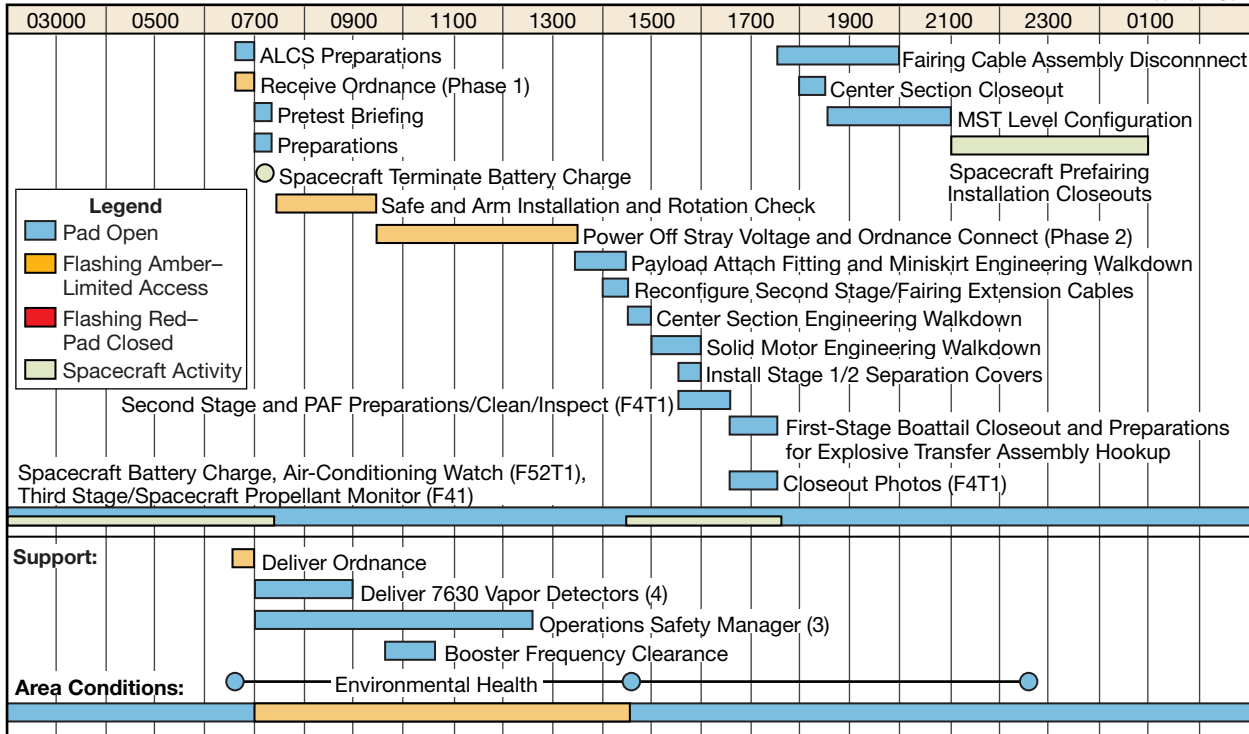 03000 0500 0700 0900 1100 1300 1500 1700 1900 2100 2300 0100
ALCS Preparations
Fairing Cable Assembly Disconnnect
Receive Ordnance (Phase 1)
Center Section Closeout
Pretest Briefing
MST Level Configuration
Preparations
Spacecraft Prefairing
Installation Closeouts
Spacecraft Terminate Battery Charge
Legend
Pad Open
Flashing Amber–
Limited Access
Flashing Red–
Pad Closed
Spacecraft Activity
Safe and Arm Installation and Rotation Check
Power Off Stray Voltage and Ordnance Connect (Phase 2)
Payload Attach Fitting and Miniskirt Engineering Walkdown
Reconfigure Second Stage/Fairing Extension Cables
Center Section Engineering Walkdown
Solid Motor Engineering Walkdown
Install Stage 1/2 Separation Covers
Second Stage and PAF Preparations/Clean/Inspect (F4T1)
First-Stage Boattail Closeout and Preparations
for Explosive Transfer Assembly Hookup
Spacecraft Battery Charge, Air-Conditioning Watch (F52T1),
Third Stage/Spacecraft Propellant Monitor (F41)
Closeout Photos (F4T1)
Support:
Deliver Ordnance
Deliver 7630 Vapor Detectors (4)
Operations Safety Manager (3)
Booster Frequency Clearance
Area Conditions:
Environmental Health